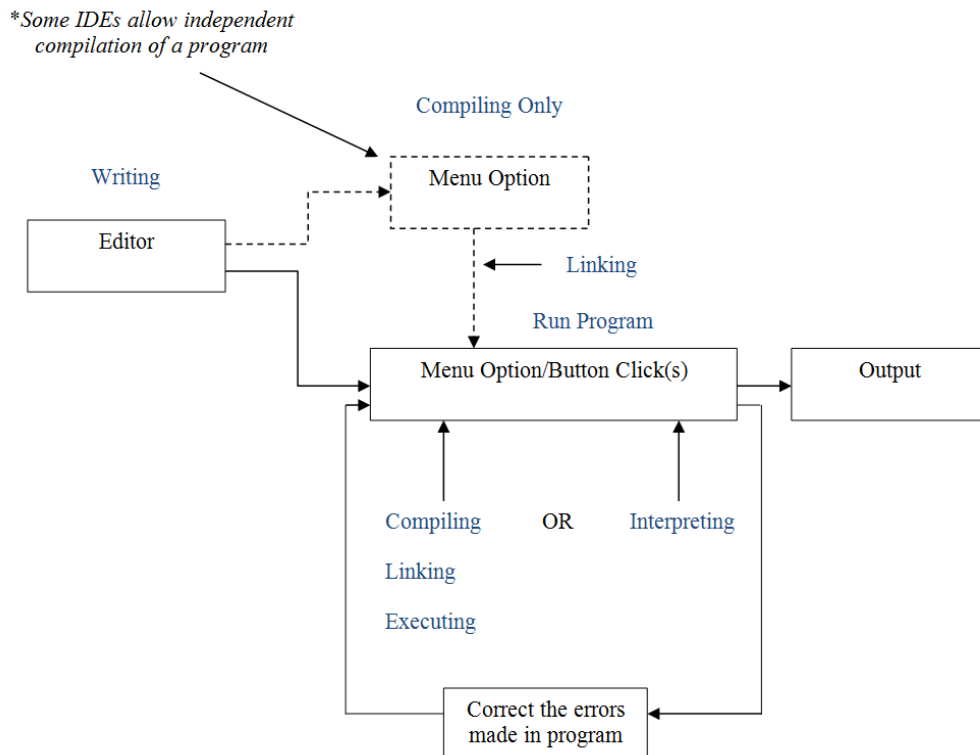 *Some IDEs allow independent
compilation of a program
Compiling Only
Writing
Menu Option
Editor
Linking
Run Program
Menu Option/Button Click(s)
Output
Compiling OR Interpreting
Linking
Executing
Correct the errors
made in program